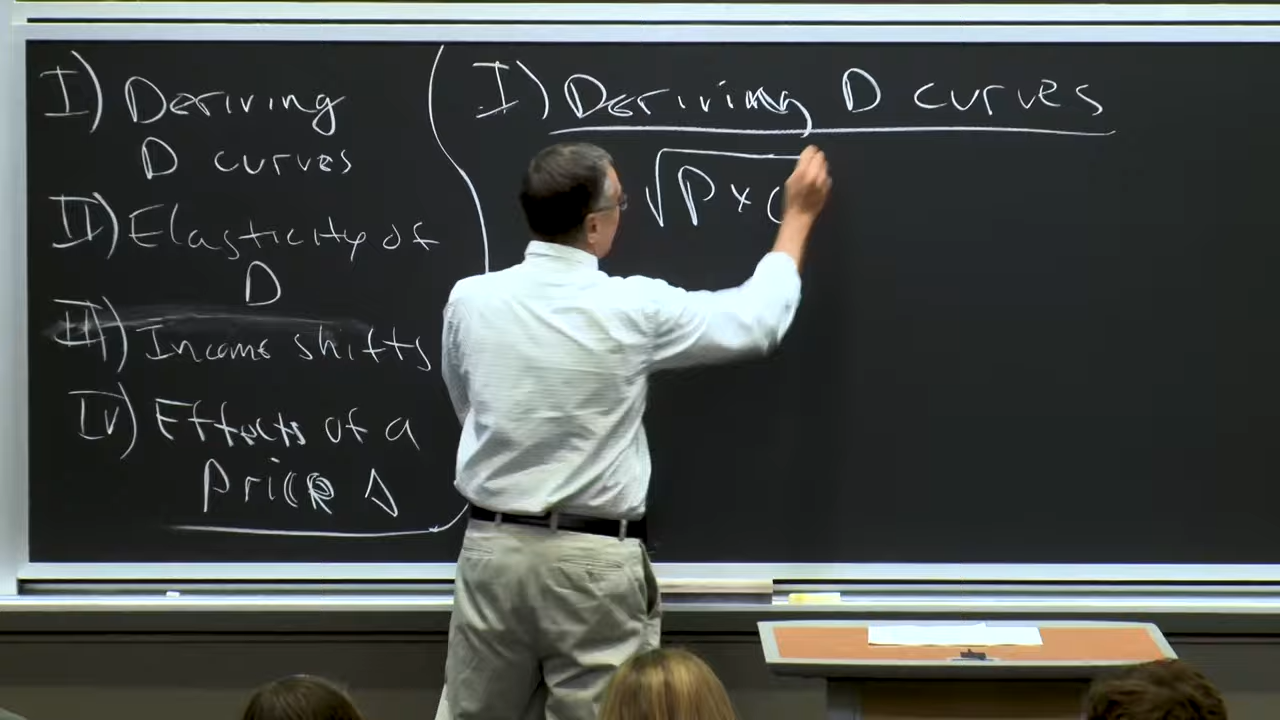 I) Deriving
D curves
II) Elasticity of
D
III) Income shifts
IV) Effects of a
Price Δ
I) Deriving D curves
√P × C